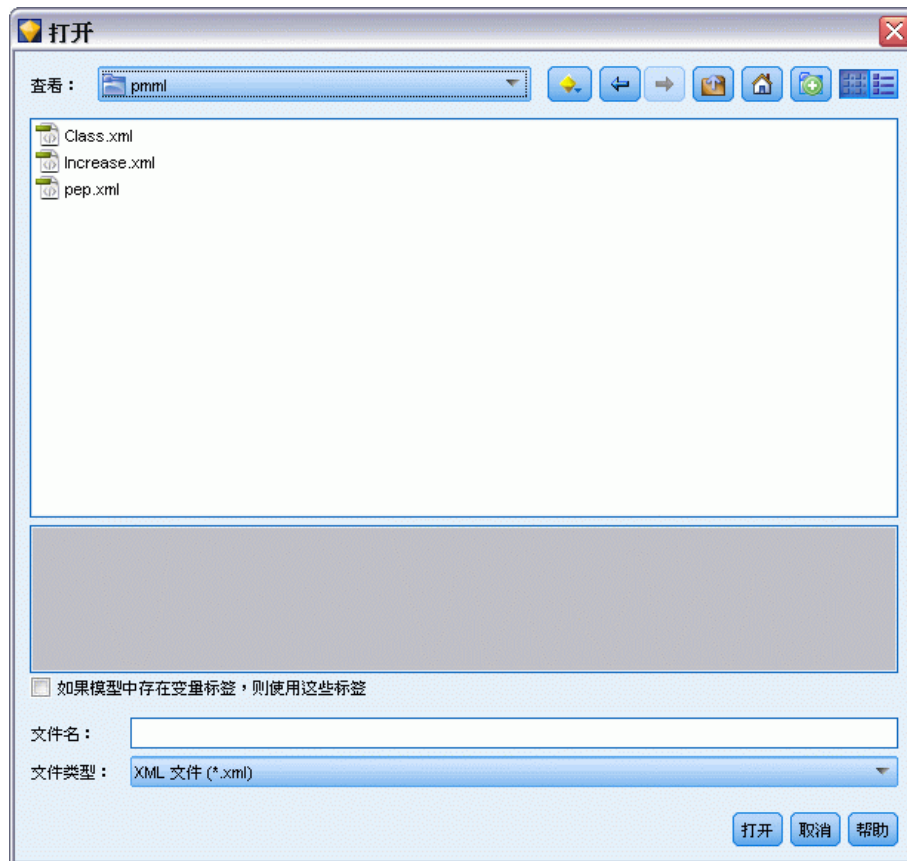 打开
查看： pmml
Class.xml
Increase.xml
pep.xml
如果模型中存在变量标签，则使用这些标签
文件名：
文件类型： XML 文件 (*.xml)
打开 取消 帮助